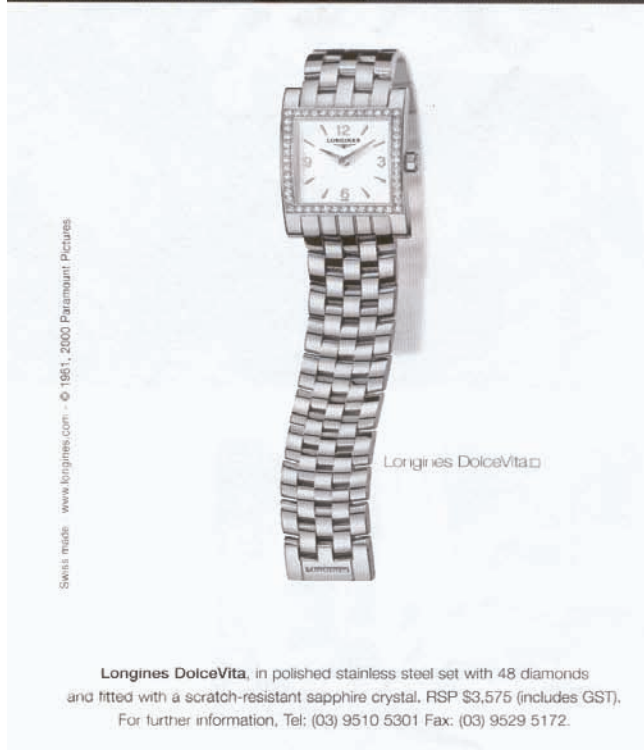 12
LONGINES
9
3
6
Swiss made www.longines.com - © 1961, 2000 Paramount Pictures
Longines DolceVita□
LONGINES
Longines DolceVita, in polished stainless steel set with 48 diamonds
and fitted with a scratch-resistant sapphire crystal. RSP $3,575 (includes GST).
For further information, Tel: (03) 9510 5301 Fax: (03) 9529 5172.